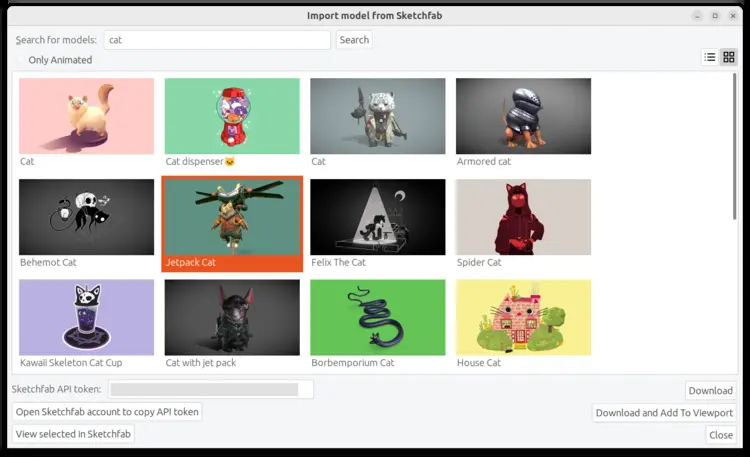 Import model from Sketchfab
Search for models: cat Search
Only Animated
Cat Cat dispenser🐱 Cat Armored cat
Behemot Cat Jetpack Cat Felix The Cat Spider Cat
Kawaii Skeleton Cat Cup Cat with jet pack Borbemporium Cat House Cat
Sketchfab API token: Download
Open Sketchfab account to copy API token Download and Add To Viewport
View selected in Sketchfab Close